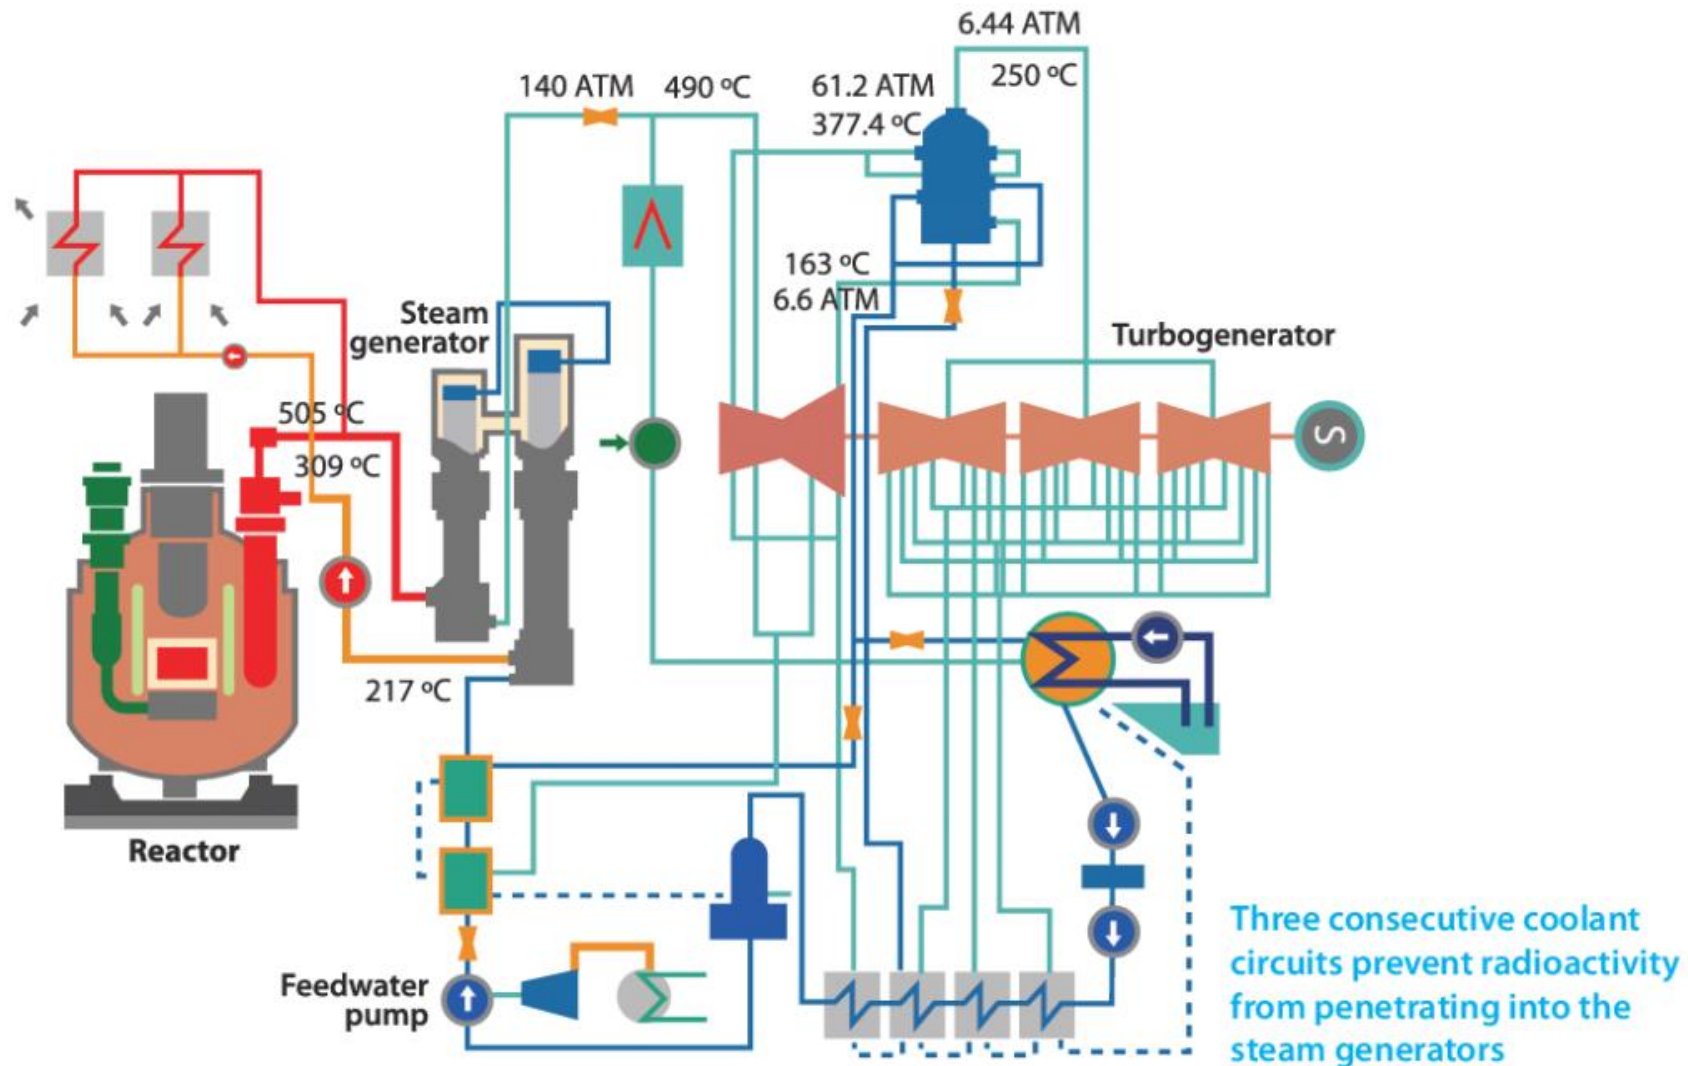 6.44 ATM
250 ºC
140 ATM 490 ºC
61.2 ATM
377.4 ºC
163 ºC
6.6 ATM
Steam
generator
Turbogenerator
505 ºC
309 ºC
S
217 ºC
Reactor
Feedwater
pump
Three consecutive coolant
circuits prevent radioactivity
from penetrating into the
steam generators